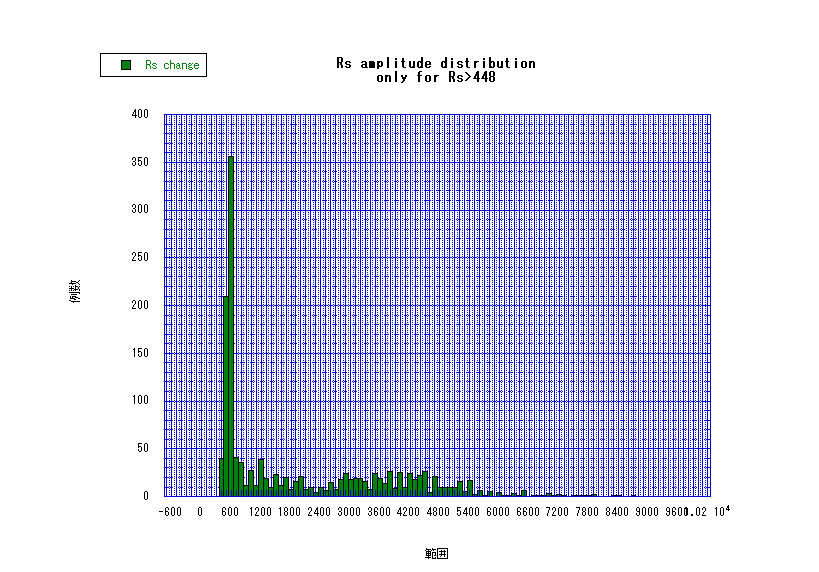 Rs change
Rs amplitude distribution
only for Rs>448
400
350
300
250
200
150
100
50
0
例数
-600 0 600 1200 1800 2400 3000 3600 4200 4800 5400 6000 6600 7200 7800 8400 9000 9600 1.02 10⁴
範囲